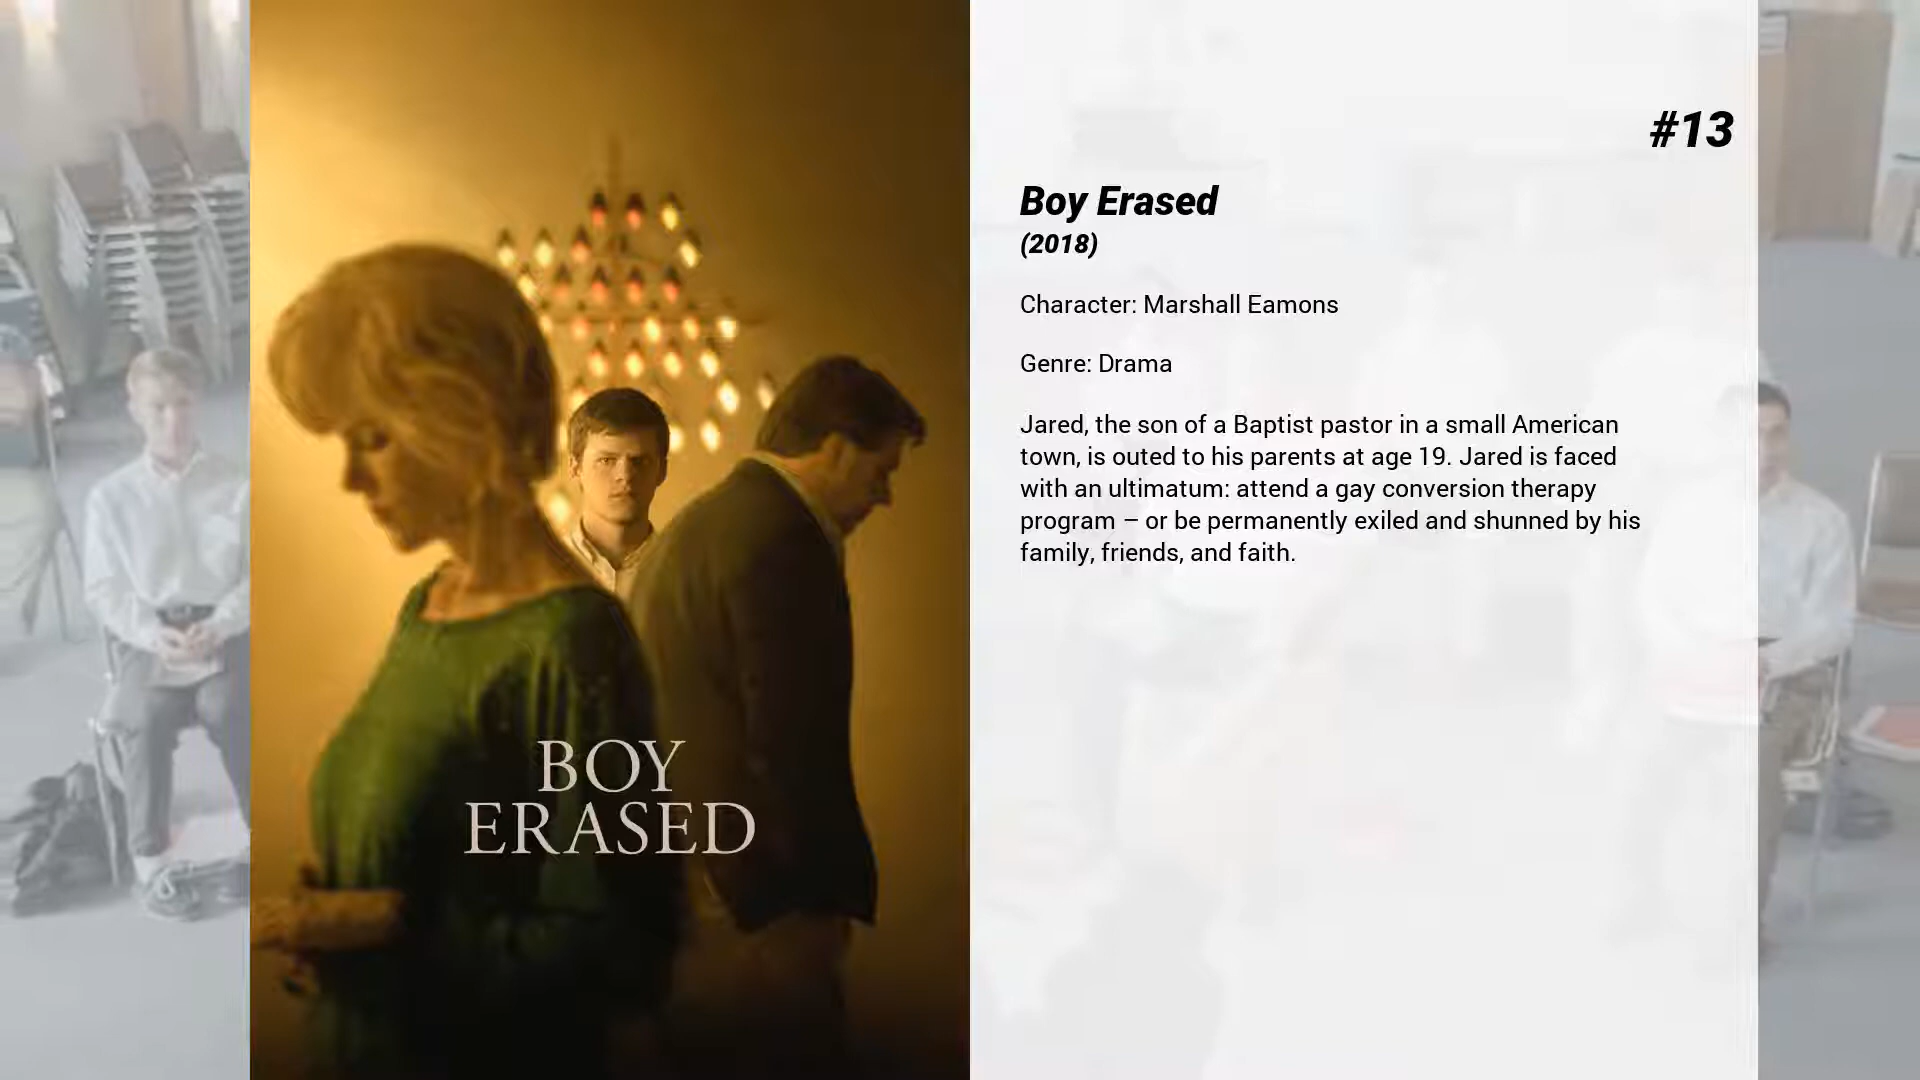 #13
Boy Erased
(2018)
Character: Marshall Eamons
Genre: Drama
Jared, the son of a Baptist pastor in a small American
town, is outed to his parents at age 19. Jared is faced
with an ultimatum: attend a gay conversion therapy
program – or be permanently exiled and shunned by his
family, friends, and faith.
BOY
ERASED